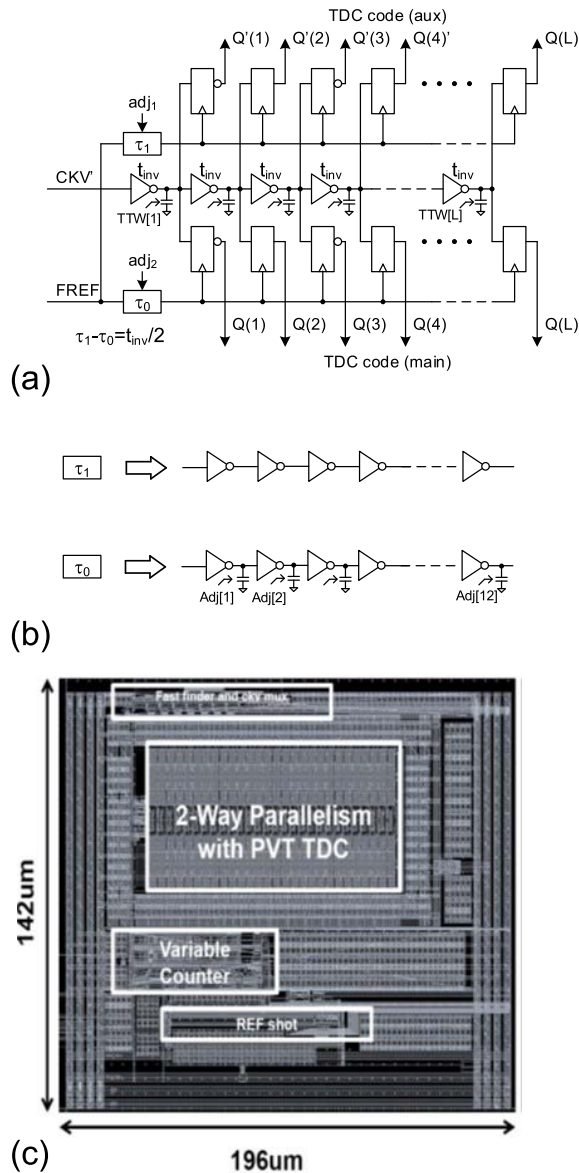 TDC code (aux)
Q'(1) Q'(2) Q'(3) Q(4)' Q(L)
adj1
τ1
tinv tinv tinv tinv tinv
CKV'
TTW[1] TTW[L]
adj2
FREF
τ0
τ1-τ0=tinv/2
Q(1) Q(2) Q(3) Q(4) Q(L)
TDC code (main)
(a)
τ1
τ0
Adj[1] Adj[2] Adj[12]
(b)
Fast finder and ckv mux
2-Way Parallelism
with PVT TDC
142um
Variable
Counter
REF shot
(c)
196um